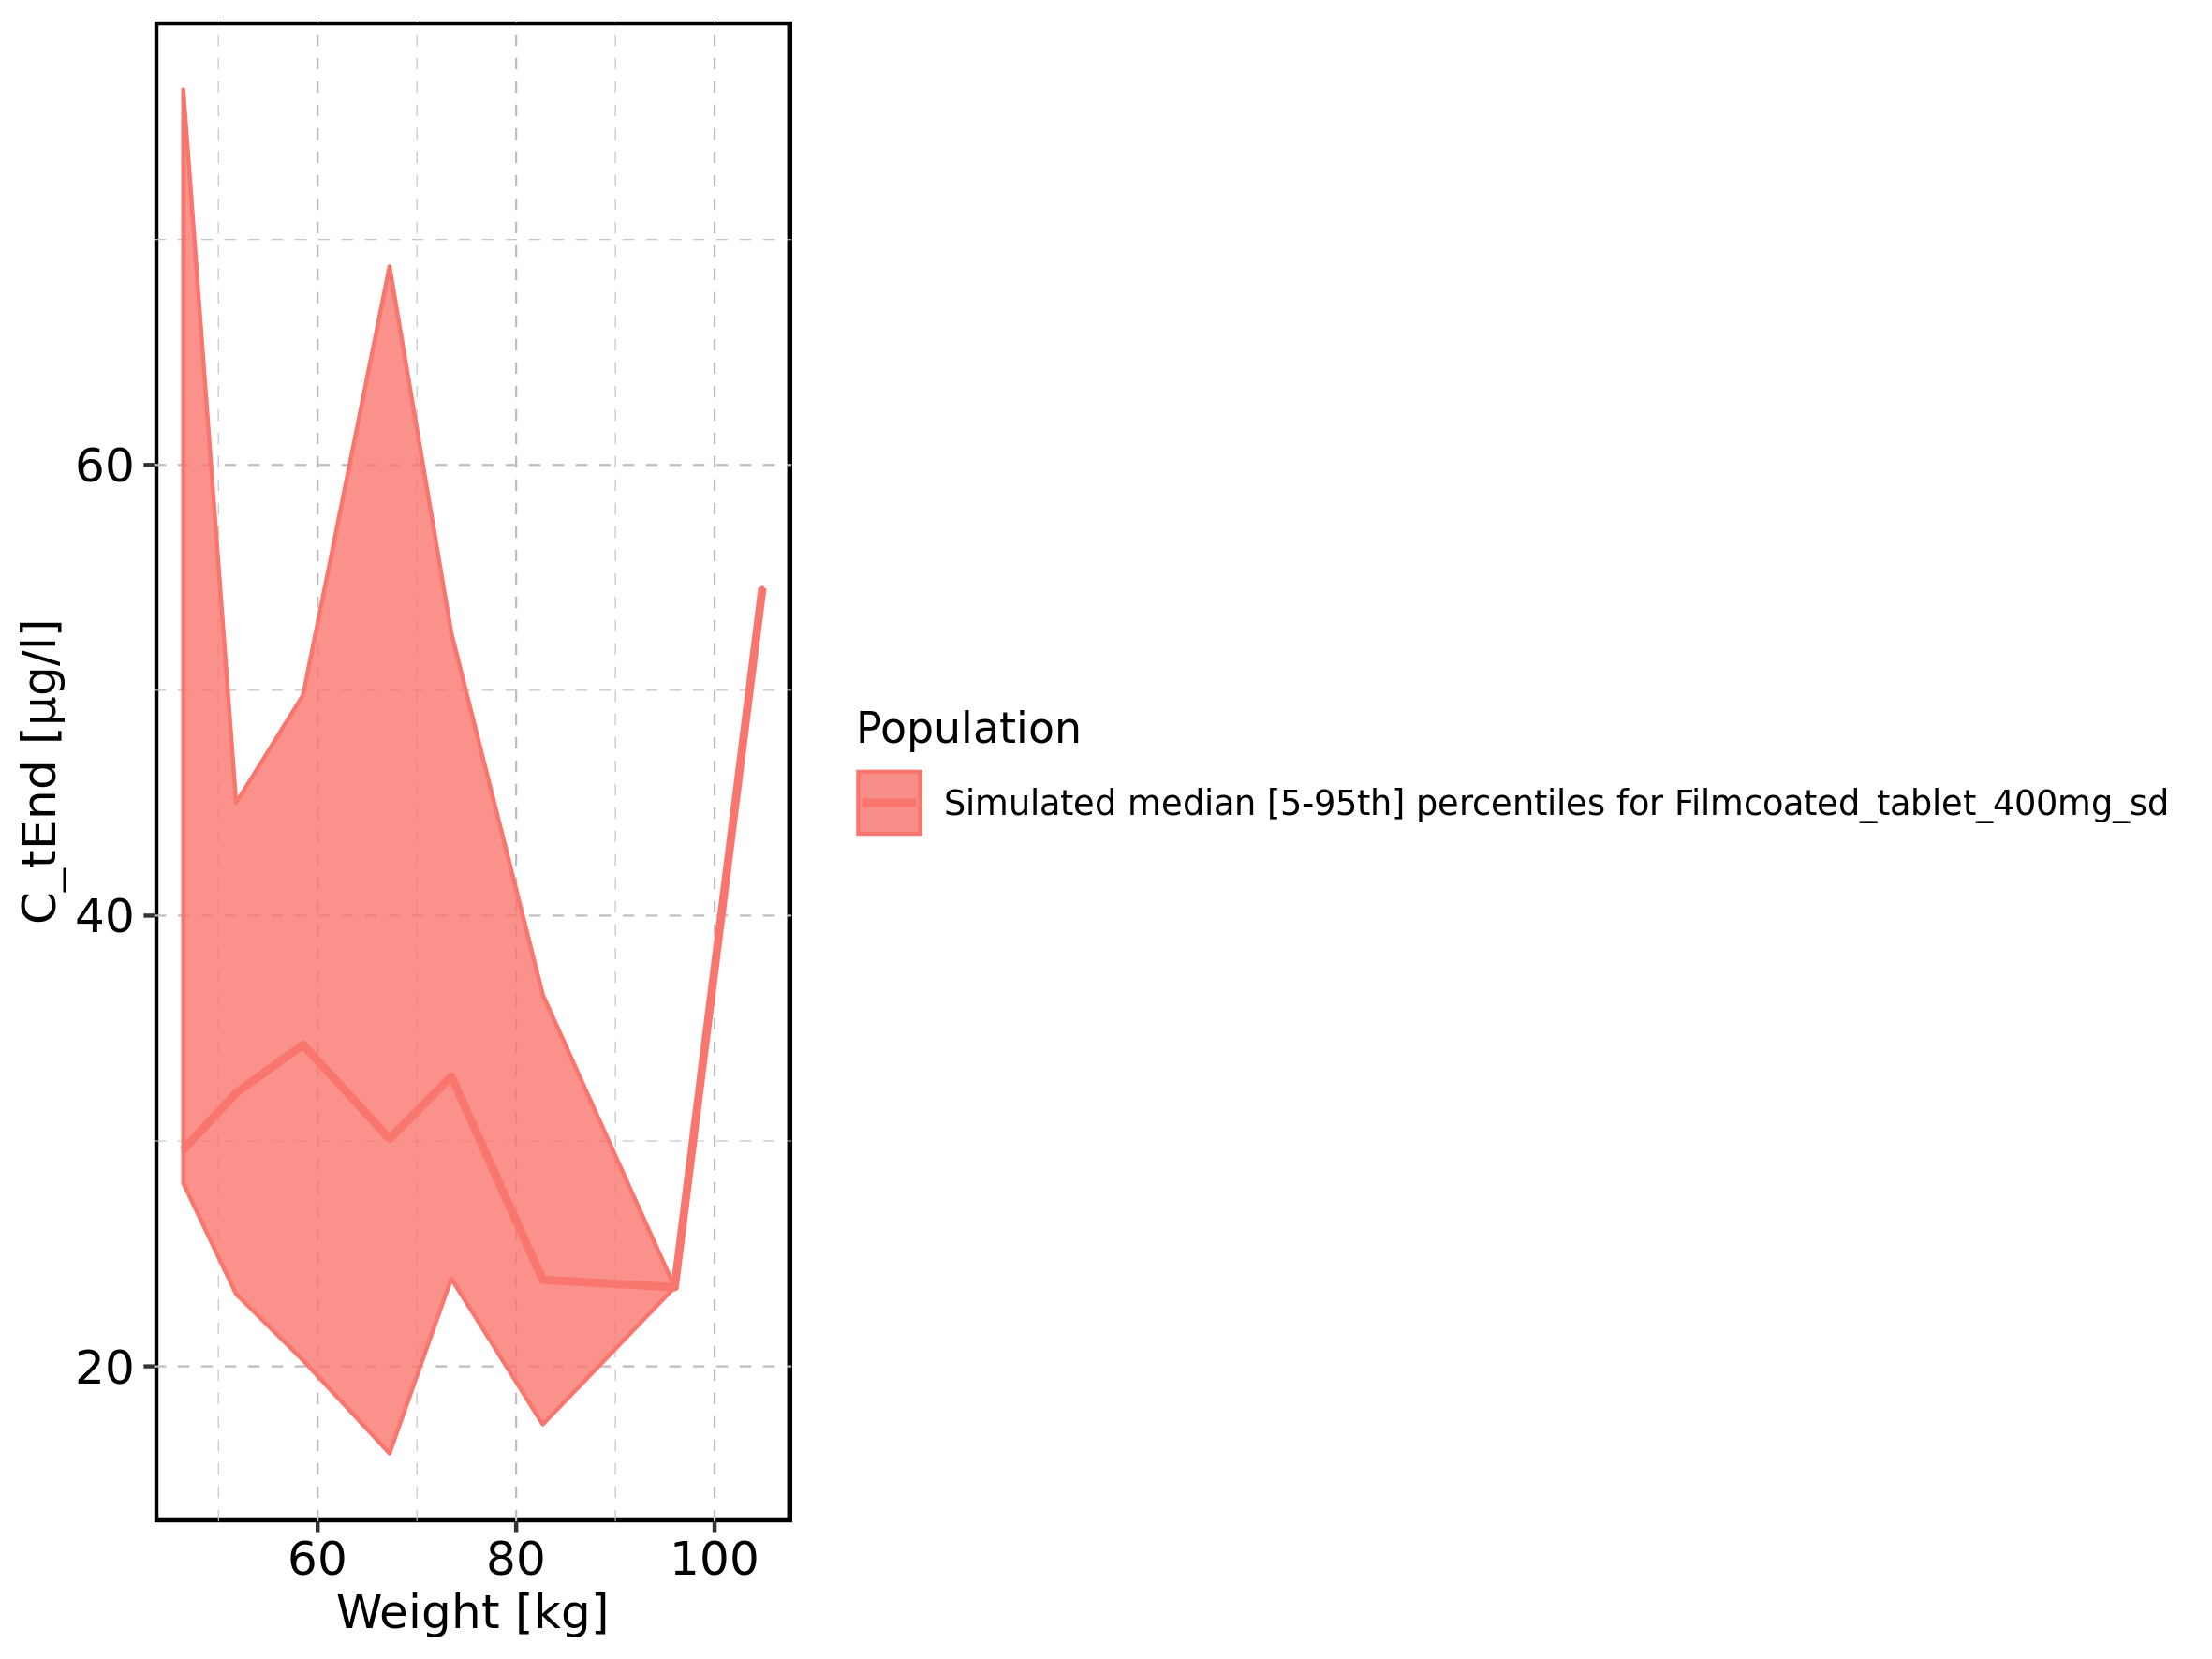 C_tEnd [µg/l]
60
40
20
60 80 100
Weight [kg]
Population
Simulated median [5-95th] percentiles for Filmcoated_tablet_400mg_sd